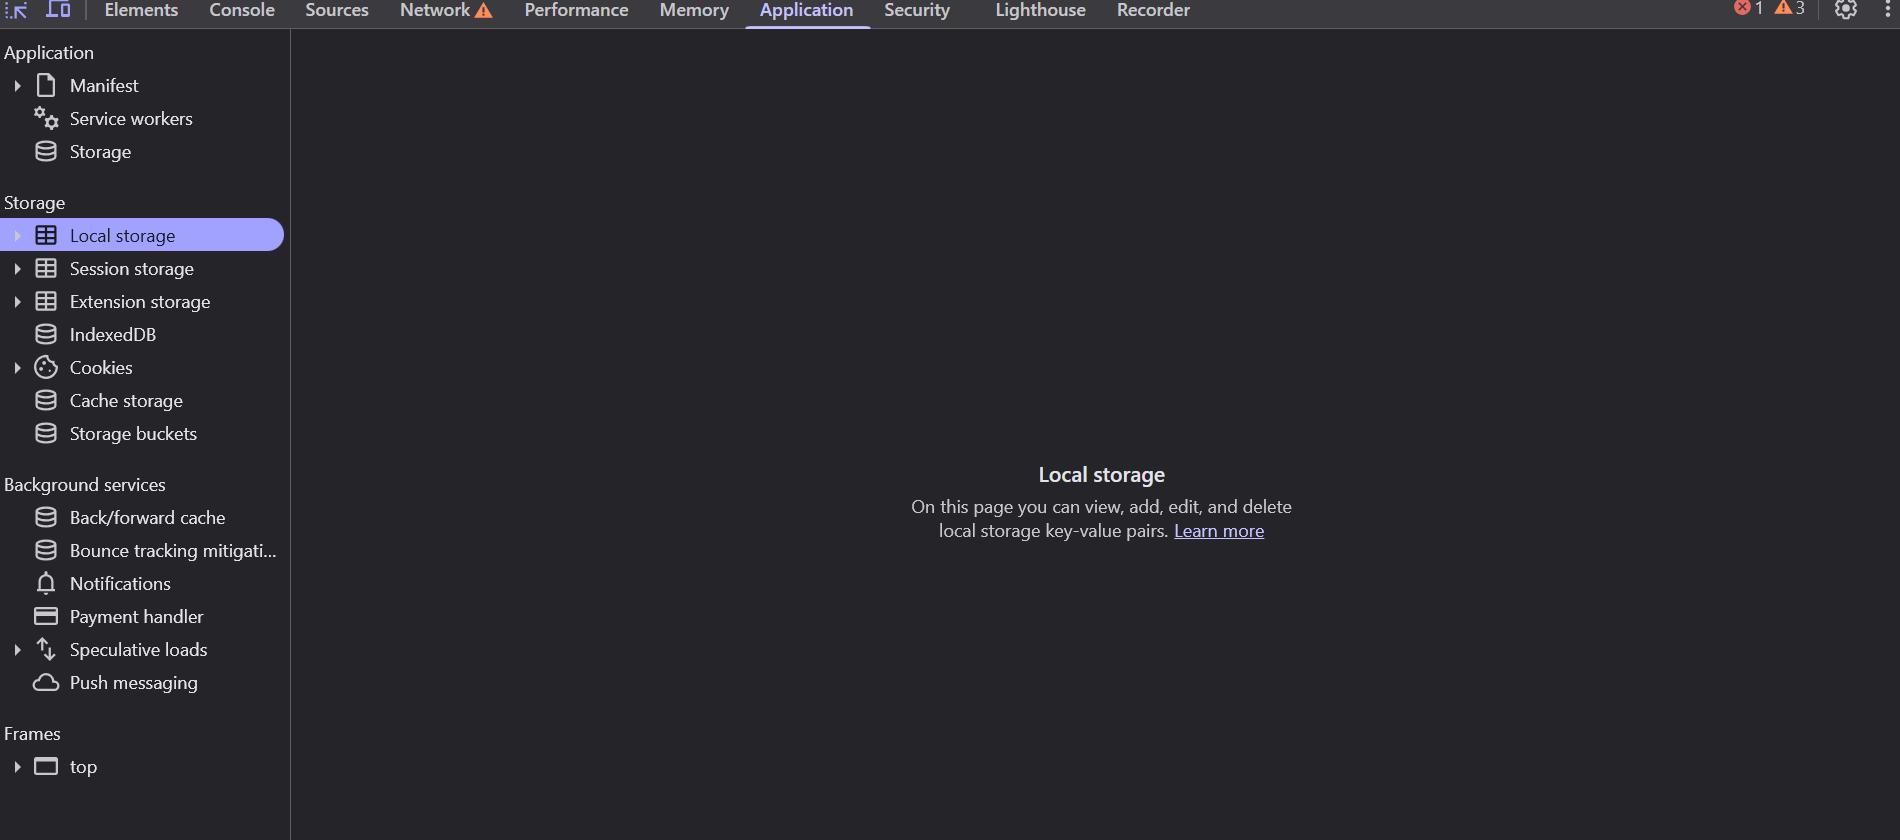 Elements Console Sources Network Performance Memory Application Security Lighthouse Recorder 1 3
Application
Manifest
Service workers
Storage
Storage
Local storage
Session storage
Extension storage
IndexedDB
Cookies
Cache storage
Storage buckets
Background services
Back/forward cache
Bounce tracking mitigati...
Notifications
Payment handler
Speculative loads
Push messaging
Frames
top
Local storage
On this page you can view, add, edit, and delete
local storage key-value pairs. Learn more